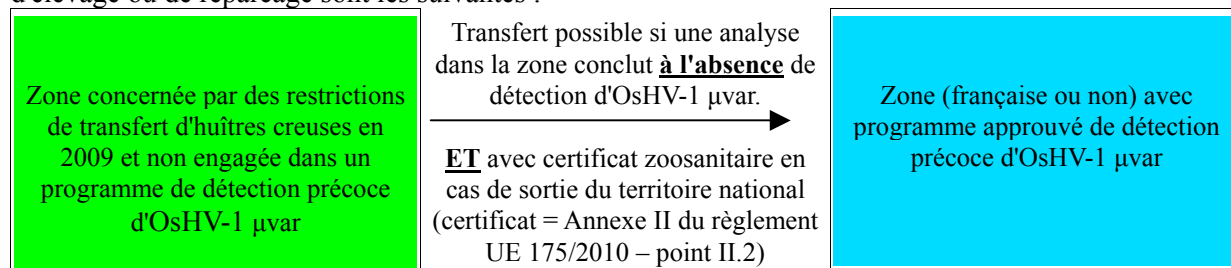 d'élevage ou de reparcage sont les suivantes :
Zone concernée par des restrictions
de transfert d'huîtres creuses en
2009 et non engagée dans un
programme de détection précoce
d'OsHV-1 μvar
Transfert possible si une analyse
dans la zone conclut à l'absence de
détection d'OsHV-1 μvar.
ET avec certificat zoosanitaire en
cas de sortie du territoire national
(certificat = Annexe II du règlement
UE 175/2010 – point II.2)
Zone (française ou non) avec
programme approuvé de détection
précoce d'OsHV-1 μvar